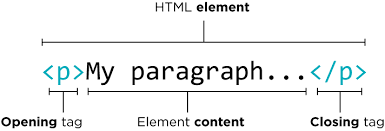 HTML element
<p>My paragraph...</p>
Opening tag Element content Closing tag